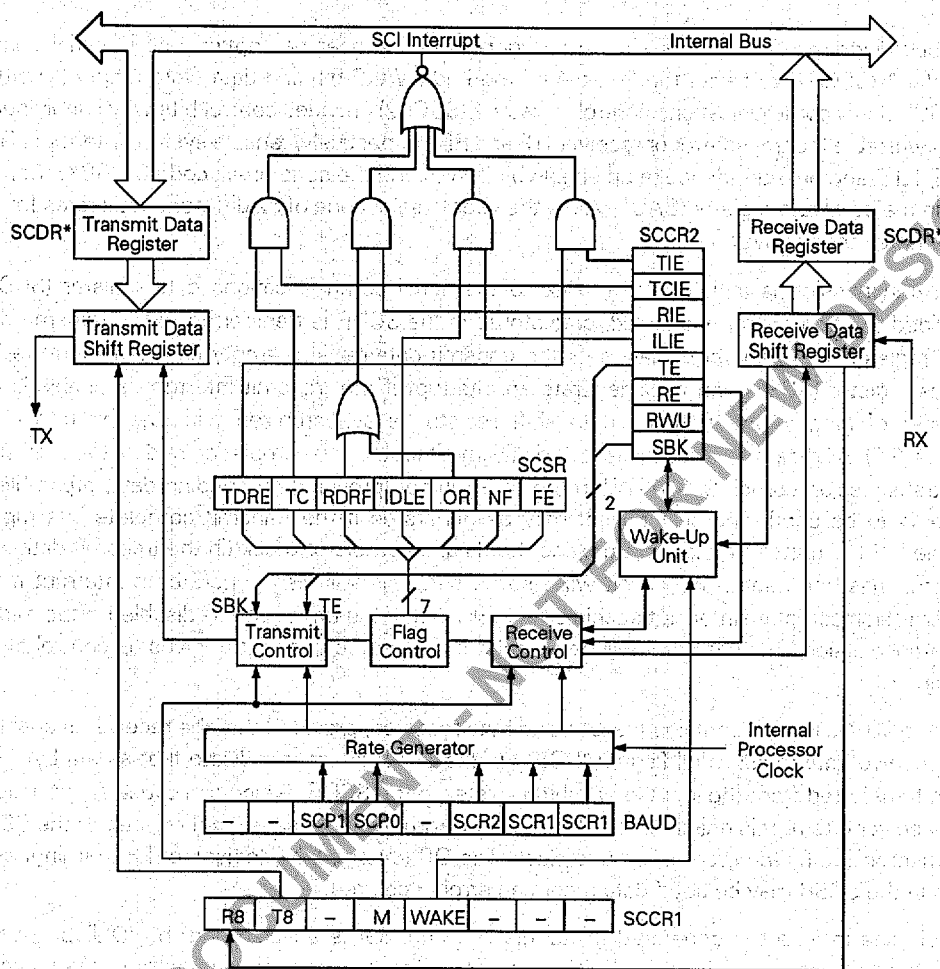 SCI Interrupt
Internal Bus
SCDR*
Transmit Data
Register
Transmit Data
Shift Register
TX
SCCR2
TIE
TCIE
RIE
ILIE
TE
RE
RWU
SBK
Receive Data
Register
SCDR*
Receive Data
Shift Register
RX
SCSR
TDRE TC RDRF IDLE OR NF FÉ
2
Wake-Up
Unit
7
SBK
TE
Transmit
Control
Flag
Control
Receive
Control
Rate Generator
Internal
Processor
Clock
– – SCP1 SCP0 – SCR2 SCR1 SCR1
BAUD
R8 T8 – M WAKE – – –
SCCR1
DOCUMENT - NOT FOR NEW DESIG